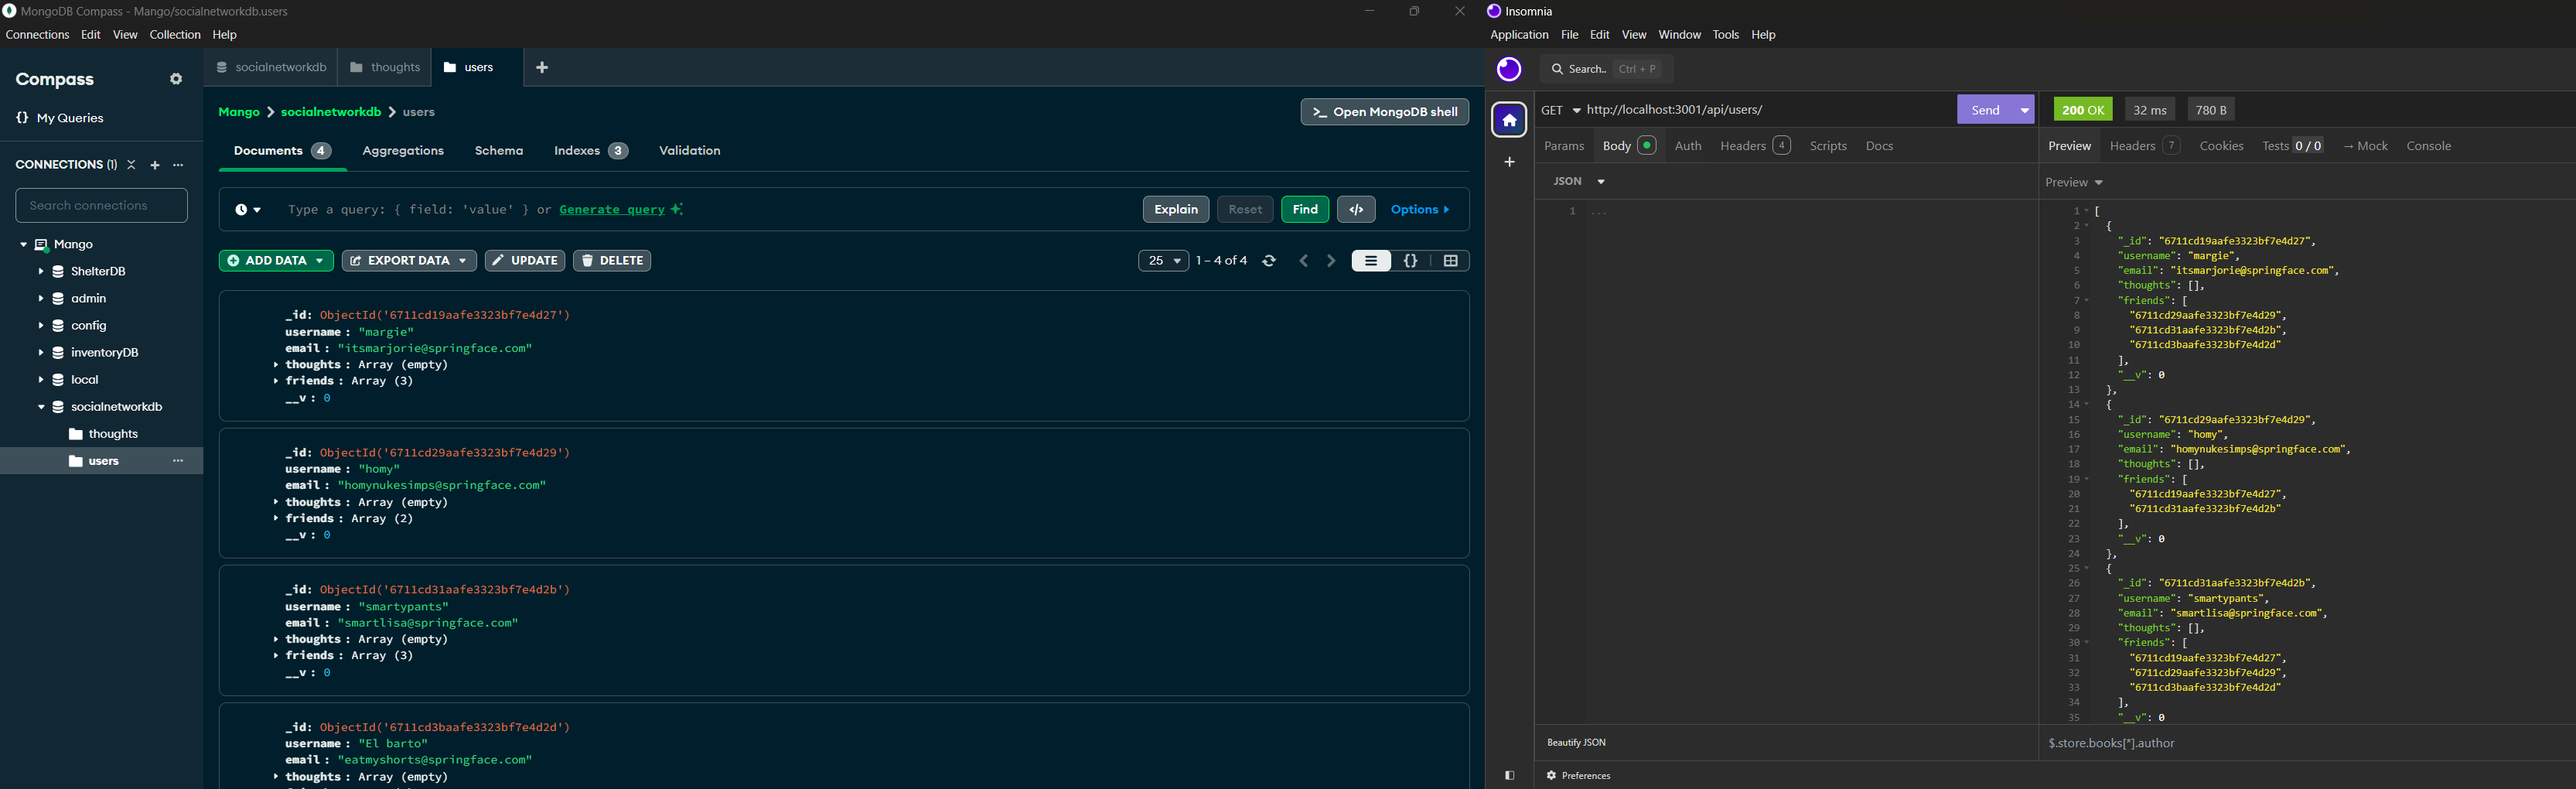 MongoDB Compass - Mango/socialnetworkdb.users
Connections Edit View Collection Help
Compass
{} My Queries
CONNECTIONS (1)
Search connections
Mango
ShelterDB
admin
config
inventoryDB
local
socialnetworkdb
thoughts
users
socialnetworkdb thoughts users
Mango > socialnetworkdb > users
>_ Open MongoDB shell
Documents 4 Aggregations Schema Indexes 3 Validation
Type a query: { field: 'value' } or Generate query
Explain Reset Find </> Options
ADD DATA EXPORT DATA UPDATE DELETE
25 1 – 4 of 4 {}
_id: ObjectId('6711cd19aafe3323bf7e4d27')
username : "margie"
email : "itsmarjorie@springface.com"
thoughts : Array (empty)
friends : Array (3)
__v : 0
_id: ObjectId('6711cd29aafe3323bf7e4d29')
username : "homy"
email : "homynukesimps@springface.com"
thoughts : Array (empty)
friends : Array (2)
__v : 0
_id: ObjectId('6711cd31aafe3323bf7e4d2b')
username : "smartypants"
email : "smartlisa@springface.com"
thoughts : Array (empty)
friends : Array (3)
__v : 0
_id: ObjectId('6711cd3baafe3323bf7e4d2d')
username : "El barto"
email : "eatmyshorts@springface.com"
thoughts : Array (empty)
Insomnia
Application File Edit View Window Tools Help
Search.. Ctrl + P
GET http://localhost:3001/api/users/ Send
Params Body Auth Headers 4 Scripts Docs
JSON
1 ...
Beautify JSON
Preferences
200 OK 32 ms 780 B
Preview Headers 7 Cookies Tests 0 / 0 → Mock Console
Preview
1 [
2 {
3 "_id": "6711cd19aafe3323bf7e4d27",
4 "username": "margie",
5 "email": "itsmarjorie@springface.com",
6 "thoughts": [],
7 "friends": [
8 "6711cd29aafe3323bf7e4d29",
9 "6711cd31aafe3323bf7e4d2b",
10 "6711cd3baafe3323bf7e4d2d"
11 ],
12 "__v": 0
13 },
14 {
15 "_id": "6711cd29aafe3323bf7e4d29",
16 "username": "homy",
17 "email": "homynukesimps@springface.com",
18 "thoughts": [],
19 "friends": [
20 "6711cd19aafe3323bf7e4d27",
21 "6711cd31aafe3323bf7e4d2b"
22 ],
23 "__v": 0
24 },
25 {
26 "_id": "6711cd31aafe3323bf7e4d2b",
27 "username": "smartypants",
28 "email": "smartlisa@springface.com",
29 "thoughts": [],
30 "friends": [
31 "6711cd19aafe3323bf7e4d27",
32 "6711cd29aafe3323bf7e4d29",
33 "6711cd3baafe3323bf7e4d2d"
34 ],
35 "__v": 0
$.store.books[*].author